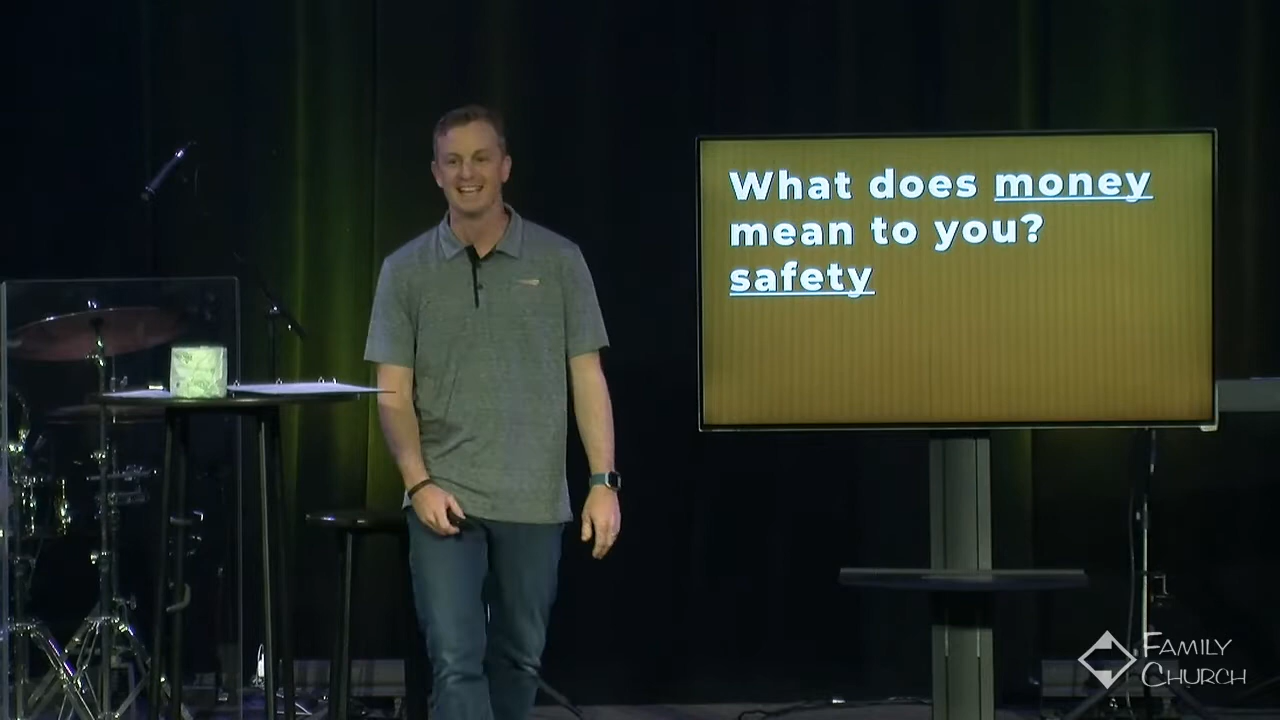 What does money
mean to you?
safety
FAMILY
CHURCH